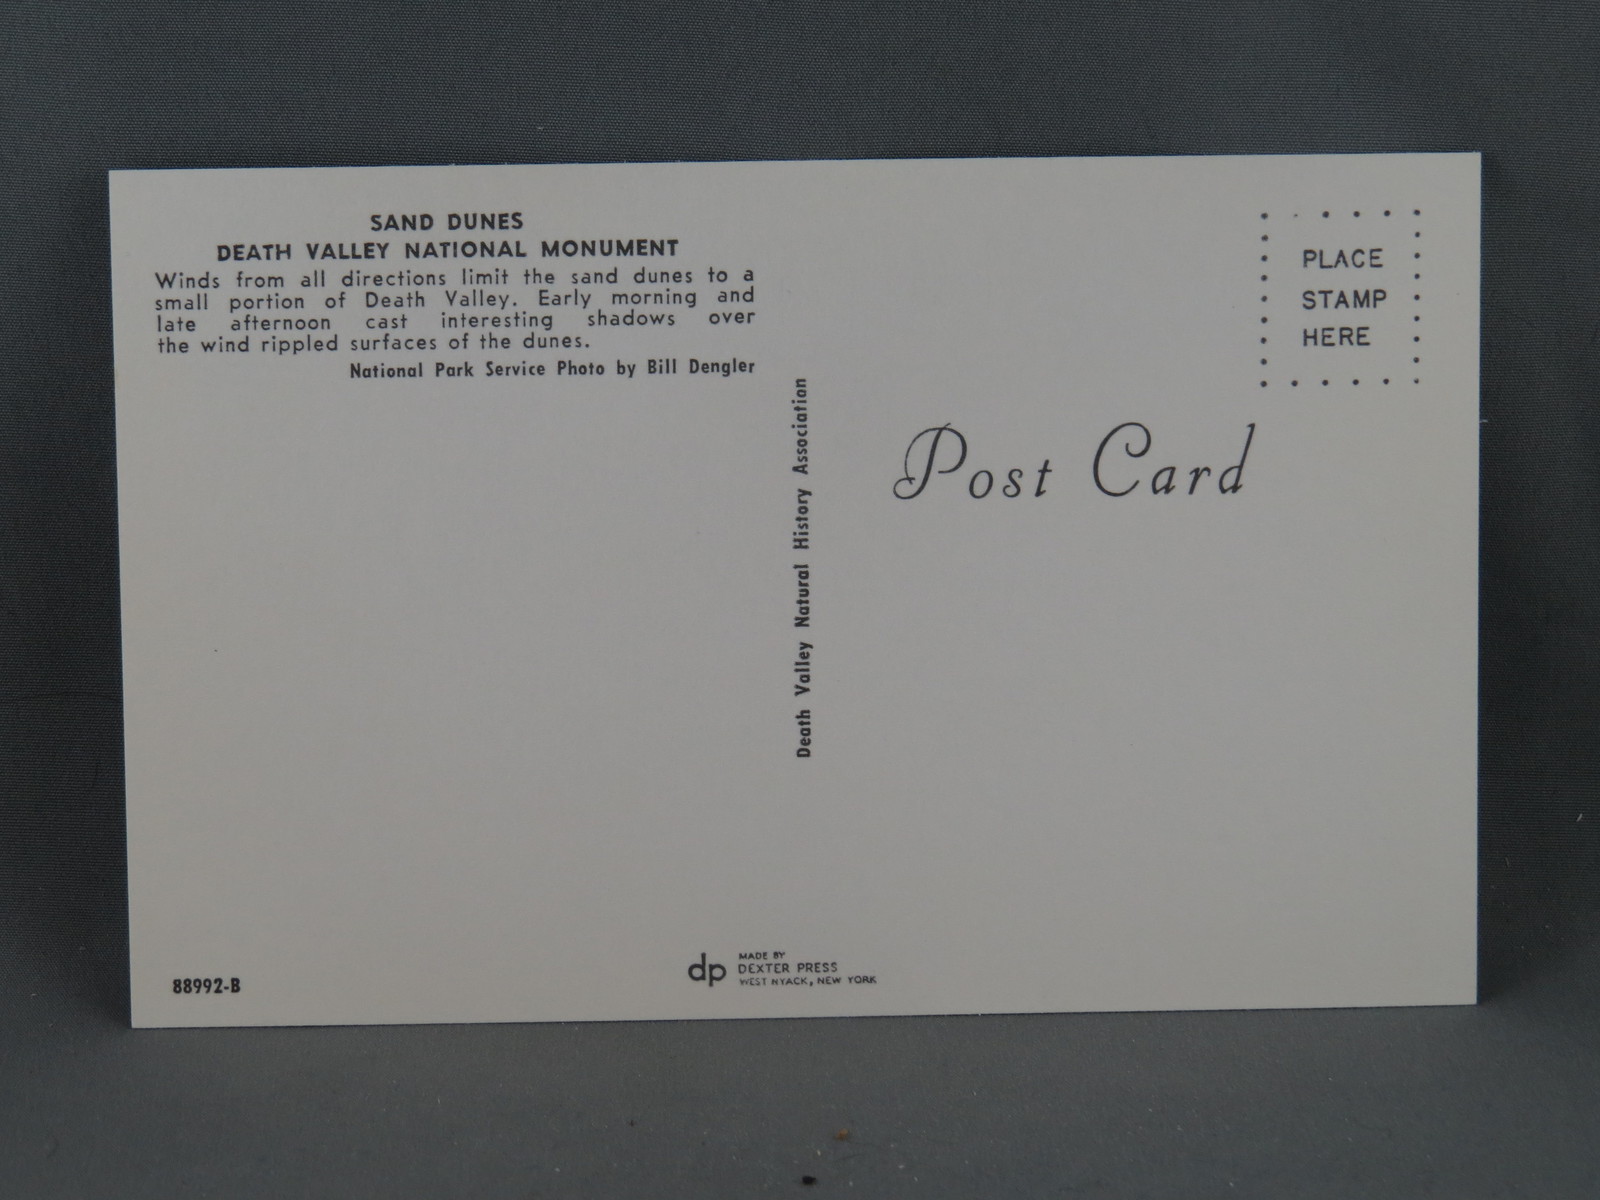 SAND DUNES
DEATH VALLEY NATIONAL MONUMENT
Winds from all directions limit the sand dunes to a
small portion of Death Valley. Early morning and
late afternoon cast interesting shadows over
the wind rippled surfaces of the dunes.
National Park Service Photo by Bill Dengler
Death Valley Natural History Association
PLACE
STAMP
HERE
Post Card
88992-B
dp
MADE BY
DEXTER PRESS
WEST NYACK, NEW YORK